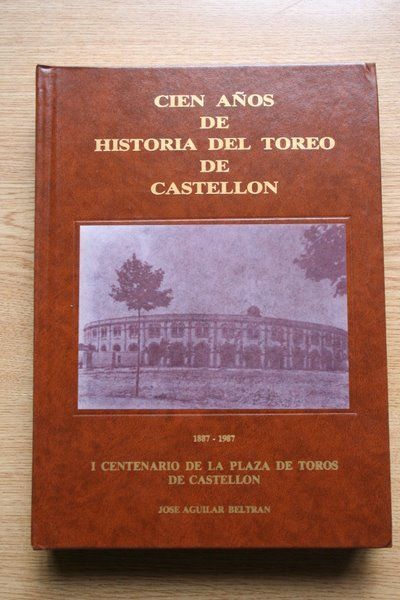 CIEN AÑOS
DE
HISTORIA DEL TOREO
DE
CASTELLON
1887 - 1987
I CENTENARIO DE LA PLAZA DE TOROS
DE CASTELLON
JOSE AGUILAR BELTRAN